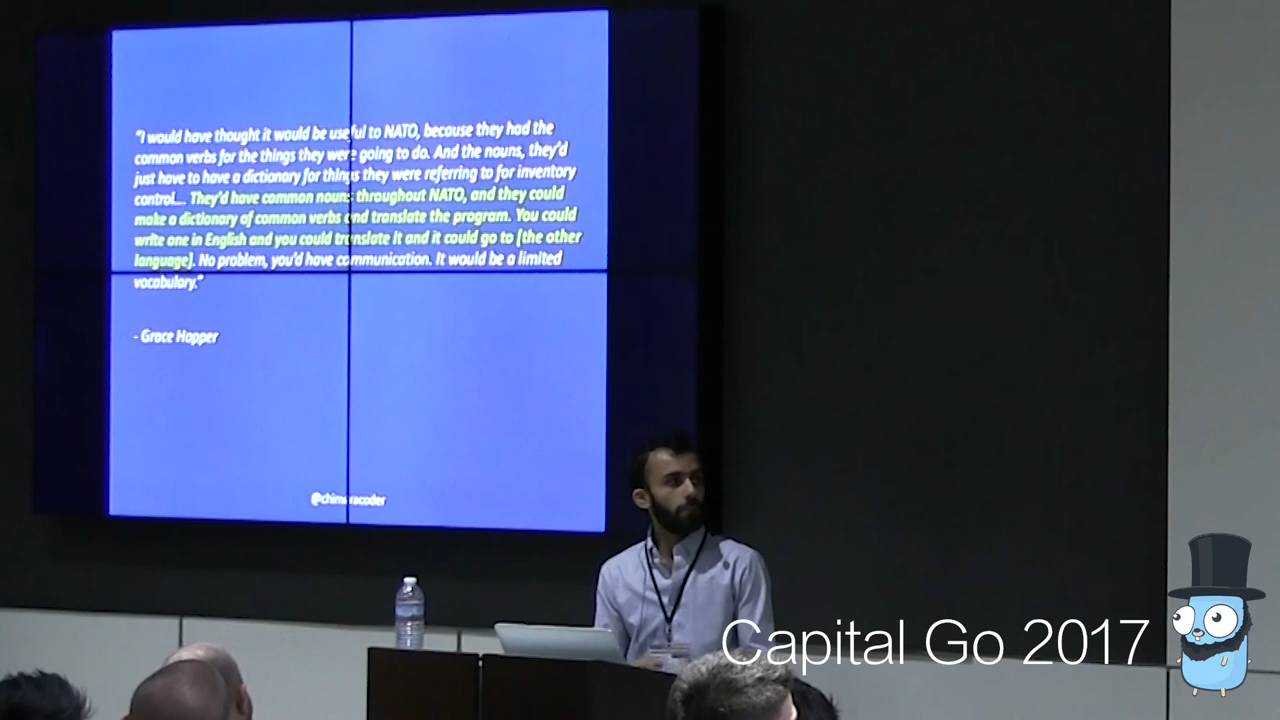 "I would have thought it would be useful to NATO, because they had the
common verbs for the things they were going to do. And the nouns, they'd
just have to have a dictionary for things they were referring to for inventory
control.... They'd have common nouns throughout NATO, and they could
make a dictionary of common verbs and translate the program. You could
write one in English and you could translate it and it could go to [the other
language]. No problem, you'd have communication. It would be a limited
vocabulary."
- Grace Hopper
@chimeracoder
Capital Go 2017